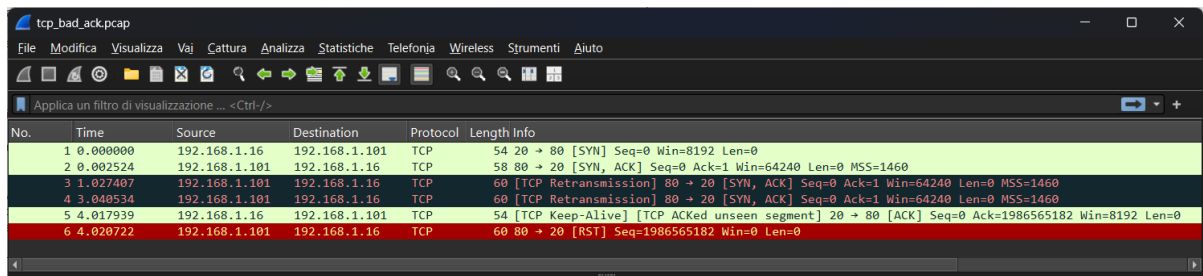 tcp_bad_ack.pcap
File Modifica Visualizza Vai Cattura Analizza Statistiche Telefonia Wireless Strumenti Aiuto
Applica un filtro di visualizzazione ... <Ctrl-/>
No. Time Source Destination Protocol Length Info
1 0.000000 192.168.1.16 192.168.1.101 TCP 54 20 → 80 [SYN] Seq=0 Win=8192 Len=0
2 0.002524 192.168.1.101 192.168.1.16 TCP 58 80 → 20 [SYN, ACK] Seq=0 Ack=1 Win=64240 Len=0 MSS=1460
3 1.027407 192.168.1.101 192.168.1.16 TCP 60 [TCP Retransmission] 80 → 20 [SYN, ACK] Seq=0 Ack=1 Win=64240 Len=0 MSS=1460
4 3.040534 192.168.1.101 192.168.1.16 TCP 60 [TCP Retransmission] 80 → 20 [SYN, ACK] Seq=0 Ack=1 Win=64240 Len=0 MSS=1460
5 4.017939 192.168.1.16 192.168.1.101 TCP 54 [TCP Keep-Alive] [TCP ACKed unseen segment] 20 → 80 [ACK] Seq=0 Ack=1986565182 Win=8192 Len=0
6 4.020722 192.168.1.101 192.168.1.16 TCP 60 80 → 20 [RST] Seq=1986565182 Win=0 Len=0